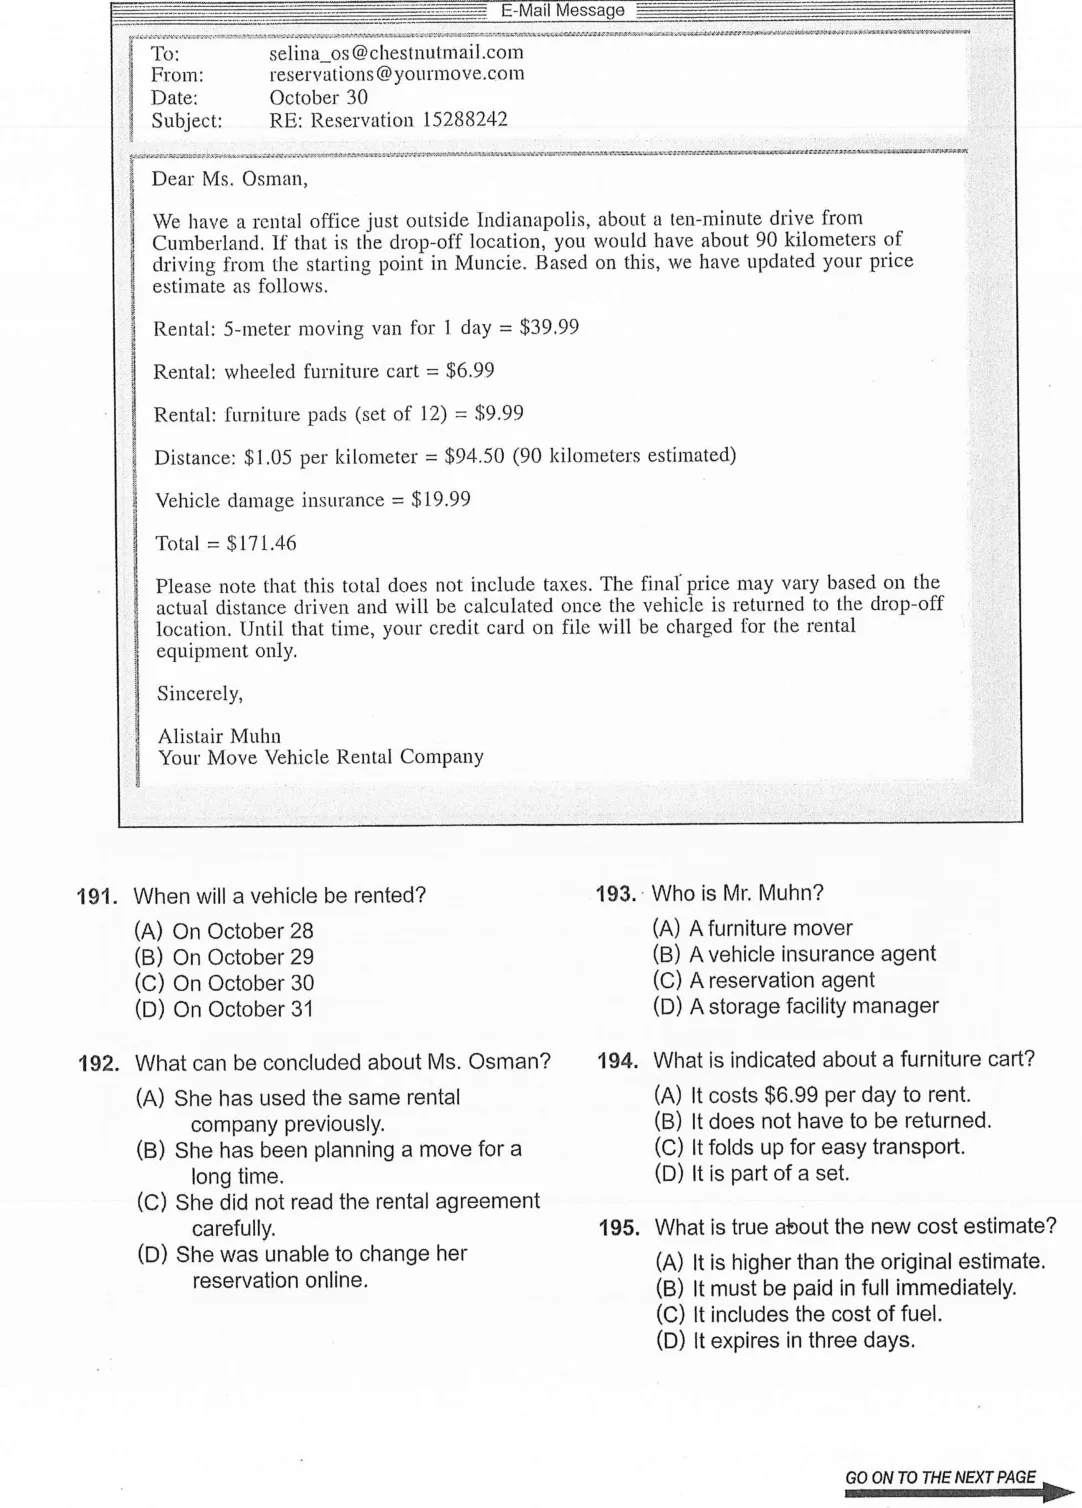 E-Mail Message
To: selina_os@chestnutmail.com
From: reservations@yourmove.com
Date: October 30
Subject: RE: Reservation 15288242
Dear Ms. Osman,
We have a rental office just outside Indianapolis, about a ten-minute drive from
Cumberland. If that is the drop-off location, you would have about 90 kilometers of
driving from the starting point in Muncie. Based on this, we have updated your price
estimate as follows.
Rental: 5-meter moving van for 1 day = $39.99
Rental: wheeled furniture cart = $6.99
Rental: furniture pads (set of 12) = $9.99
Distance: $1.05 per kilometer = $94.50 (90 kilometers estimated)
Vehicle damage insurance = $19.99
Total = $171.46
Please note that this total does not include taxes. The final price may vary based on the
actual distance driven and will be calculated once the vehicle is returned to the drop-off
location. Until that time, your credit card on file will be charged for the rental
equipment only.
Sincerely,
Alistair Muhn
Your Move Vehicle Rental Company
191. When will a vehicle be rented?
(A) On October 28
(B) On October 29
(C) On October 30
(D) On October 31
192. What can be concluded about Ms. Osman?
(A) She has used the same rental
company previously.
(B) She has been planning a move for a
long time.
(C) She did not read the rental agreement
carefully.
(D) She was unable to change her
reservation online.
193. Who is Mr. Muhn?
(A) A furniture mover
(B) A vehicle insurance agent
(C) A reservation agent
(D) A storage facility manager
194. What is indicated about a furniture cart?
(A) It costs $6.99 per day to rent.
(B) It does not have to be returned.
(C) It folds up for easy transport.
(D) It is part of a set.
195. What is true about the new cost estimate?
(A) It is higher than the original estimate.
(B) It must be paid in full immediately.
(C) It includes the cost of fuel.
(D) It expires in three days.
GO ON TO THE NEXT PAGE